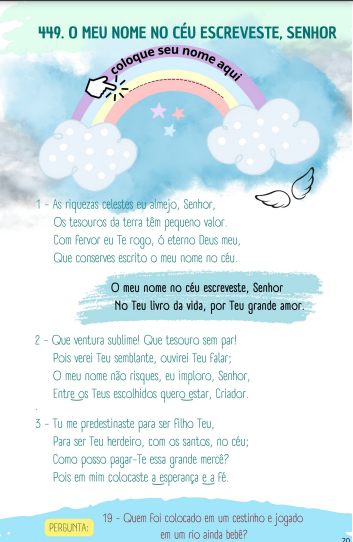 449. O MEU NOME NO CÉU ESCREVESTE, SENHOR
coloque seu nome aqui
1 - As riquezas celestes eu almejo, Senhor,
Os tesouros da terra têm pequeno valor.
Com fervor eu Te rogo, ó eterno Deus meu,
Que conserves escrito o meu nome no céu.
O meu nome no céu escreveste, Senhor
No Teu livro da vida, por Teu grande amor.
2 - Que ventura sublime! Que tesouro sem par!
Pois verei Teu semblante, ouvirei Teu falar;
O meu nome não risques, eu imploro, Senhor,
Entre os Teus escolhidos quero estar, Criador.
.
3 - Tu me predestinaste para ser filho Teu,
Para ser Teu herdeiro, com os santos, no céu;
Como posso pagar-Te essa grande mercê?
Pois em mim colocaste a esperança e a fé.
PERGUNTA: 19 - Quem foi colocado em um cestinho e jogado
em um rio ainda bebê?